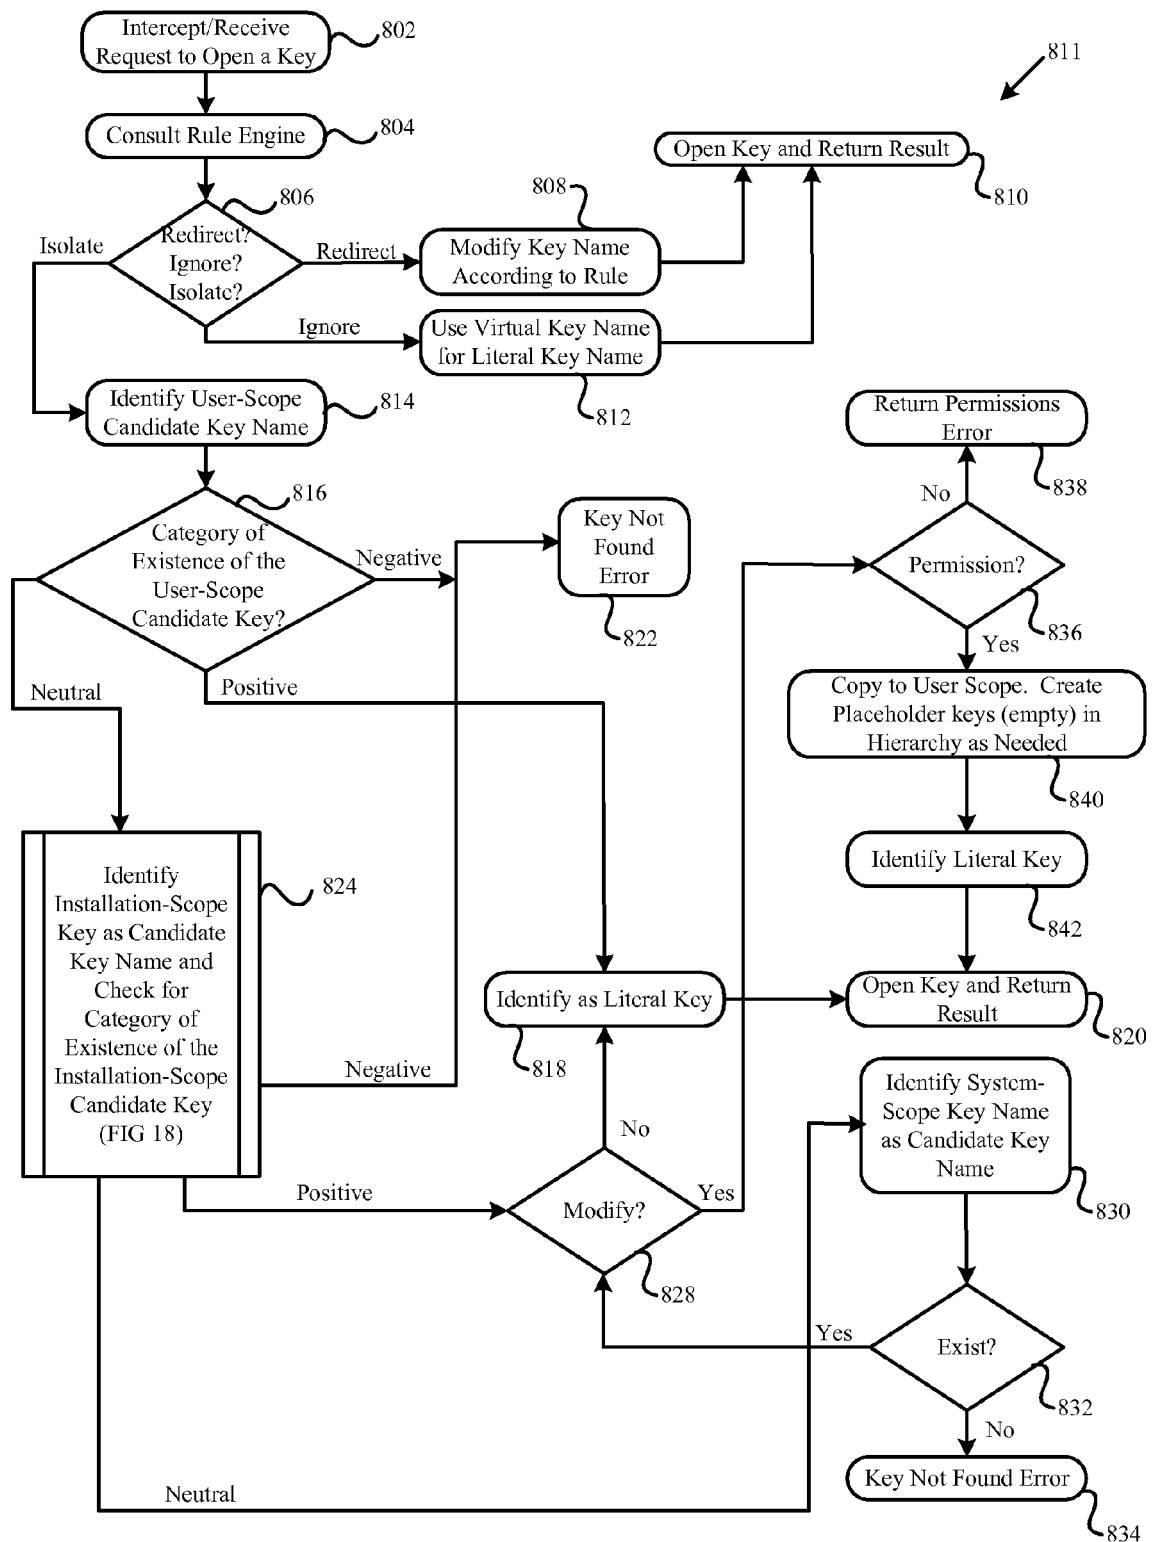 Intercept/Receive
Request to Open a Key
802
811
Consult Rule Engine
804
Open Key and Return Result
810
806
808
Isolate
Redirect?
Ignore?
Isolate?
Redirect
Modify Key Name
According to Rule
Ignore
Use Virtual Key Name
for Literal Key Name
812
Identify User-Scope
Candidate Key Name
814
Return Permissions
Error
838
816
Category of
Existence of the
User-Scope
Candidate Key?
Negative
Key Not
Found
Error
822
No
Permission?
836
Yes
Neutral
Positive
Copy to User Scope. Create
Placeholder keys (empty) in
Hierarchy as Needed
840
Identify
Installation-Scope
Key as Candidate
Key Name and
Check for
Category of
Existence of the
Installation-Scope
Candidate Key
(FIG 18)
824
Identify Literal Key
842
Identify as Literal Key
818
Open Key and Return
Result
820
Negative
Identify System-
Scope Key Name
as Candidate Key
Name
830
No
Positive
Modify?
Yes
828
Yes
Exist?
832
No
Neutral
Key Not Found Error
834